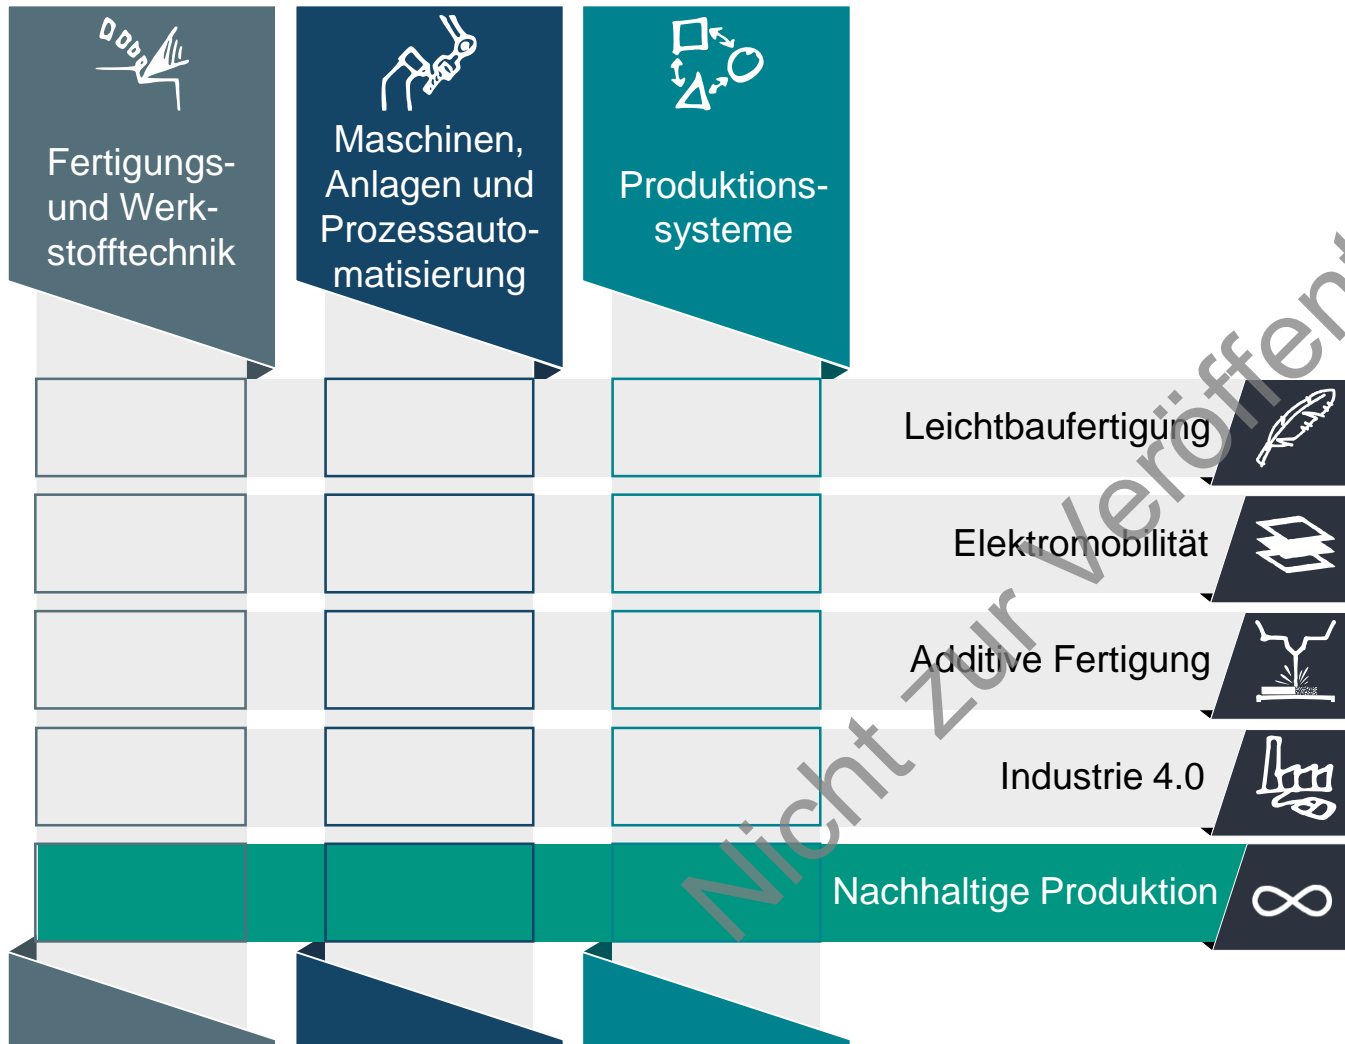 Fertigungs-
und Werk-
stofftechnik
Maschinen,
Anlagen und
Prozessauto-
matisierung
Produktions-
systeme
Leichtbaufertigung
Elektromobilität
Additive Fertigung
Industrie 4.0
Nachhaltige Produktion
Nicht zur Veröffent